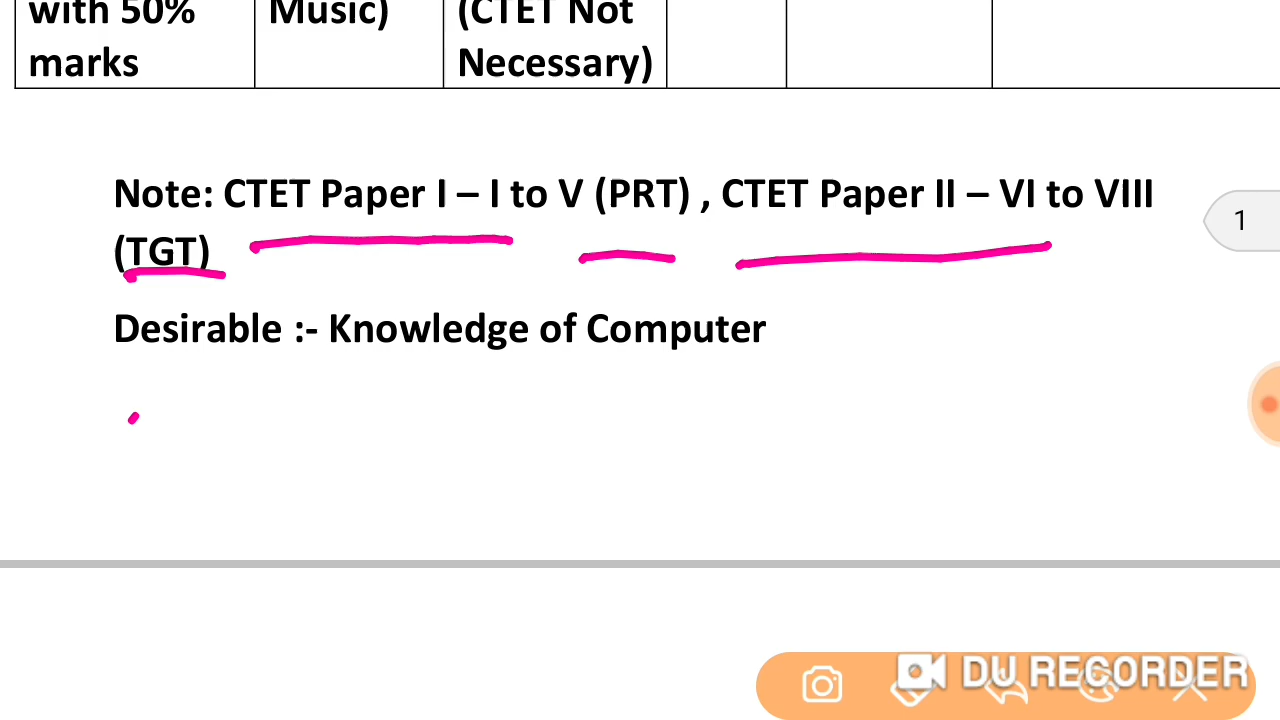 with 50% Music) (CTET Not
marks Necessary)
Note: CTET Paper I – I to V (PRT) , CTET Paper II – VI to VIII
(TGT)
1
Desirable :- Knowledge of Computer
DU RECORDER